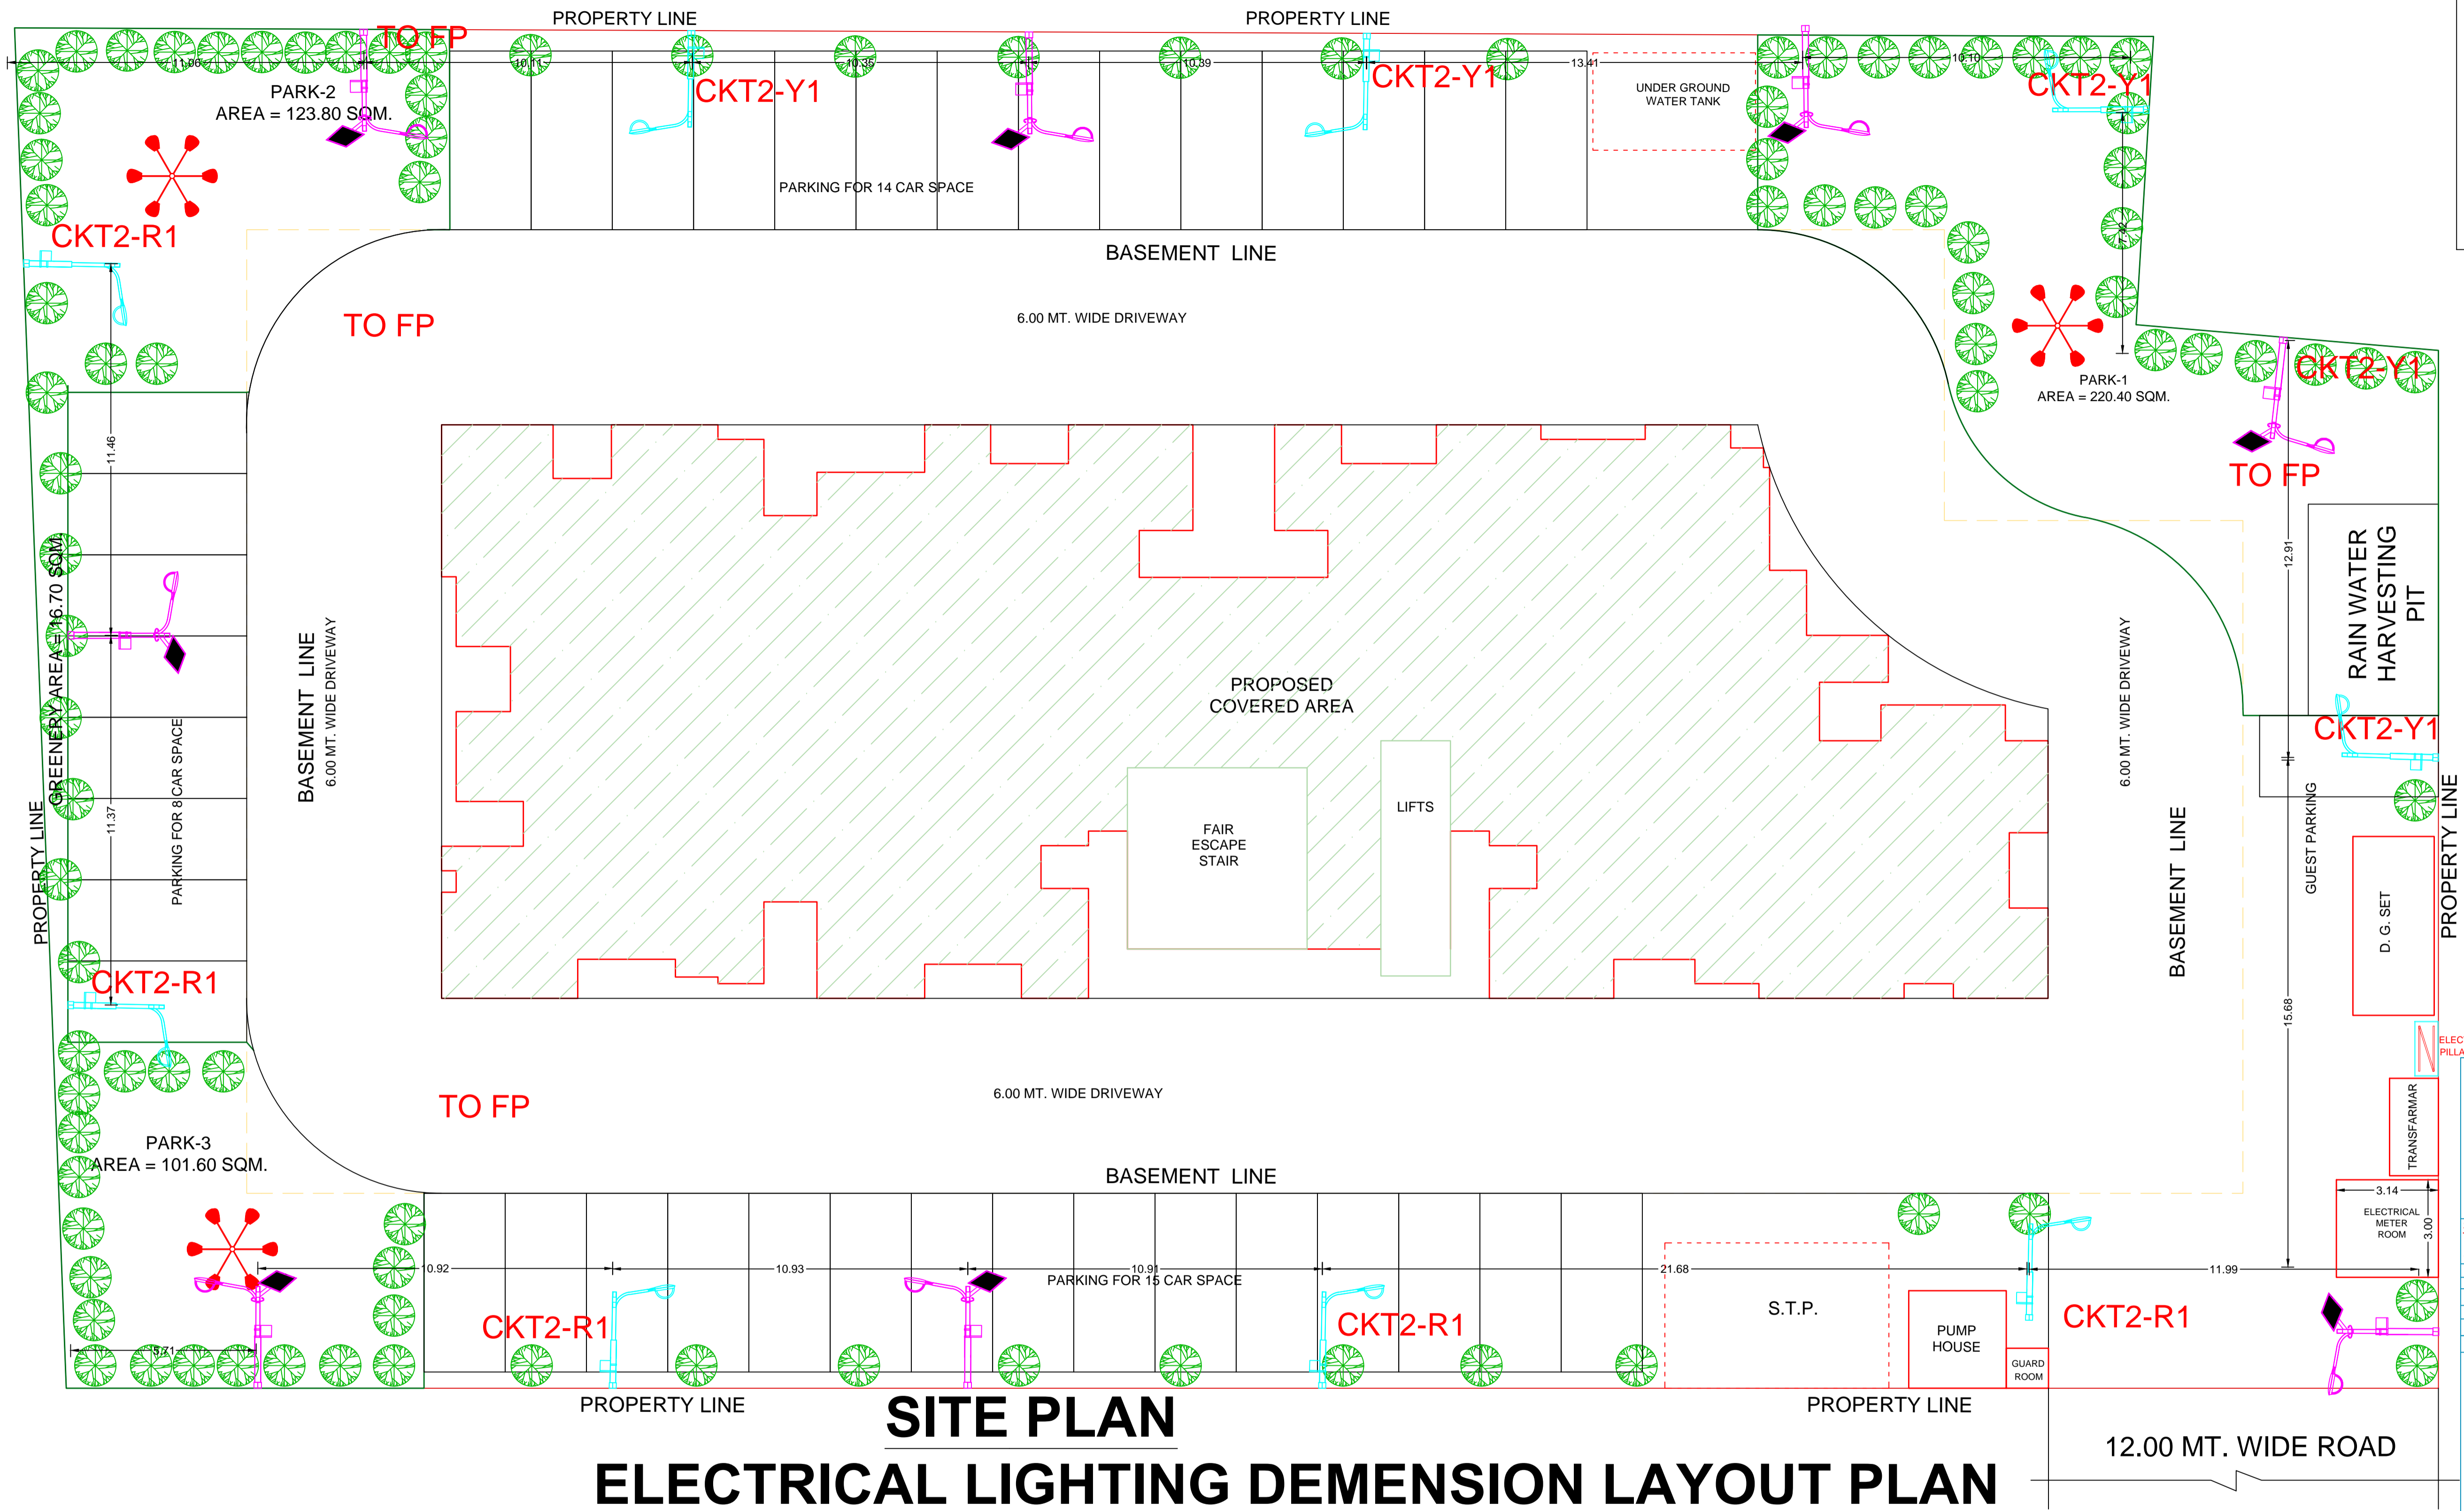 PROPERTY LINE
PROPERTY LINE
TO FP
11.06
10.11
10.35
10.39
13.41
10.10
PARK-2
AREA = 123.80 SQM.
CKT2-Y1
CKT2-Y1
UNDER GROUND
WATER TANK
CKT2-Y1
PARKING FOR 14 CAR SPACE
CKT2-R1
BASEMENT LINE
7.42
TO FP
6.00 MT. WIDE DRIVEWAY
CKT2-Y1
PARK-1
AREA = 220.40 SQM.
11.46
TO FP
12.91
RAIN WATER
HARVESTING
PIT
GREENERY AREA = 16.70 SQM.
BASEMENT LINE
6.00 MT. WIDE DRIVEWAY
PROPOSED
COVERED AREA
6.00 MT. WIDE DRIVEWAY
CKT2-Y1
PROPERTY LINE
11.37
PARKING FOR 8 CAR SPACE
FAIR
ESCAPE
STAIR
LIFTS
BASEMENT LINE
GUEST PARKING
PROPERTY LINE
D. G. SET
CKT2-R1
15.68
TO FP
6.00 MT. WIDE DRIVEWAY
TRANSFARMAR
PARK-3
AREA = 101.60 SQM.
BASEMENT LINE
3.14
ELECTRICAL
METER
ROOM
3.00
10.92
10.93
10.91
21.68
11.99
PARKING FOR 15 CAR SPACE
CKT2-R1
CKT2-R1
S.T.P.
CKT2-R1
PUMP
HOUSE
5.71
GUARD
ROOM
PROPERTY LINE
PROPERTY LINE
SITE PLAN
12.00 MT. WIDE ROAD
ELECTRICAL LIGHTING DEMENSION LAYOUT PLAN